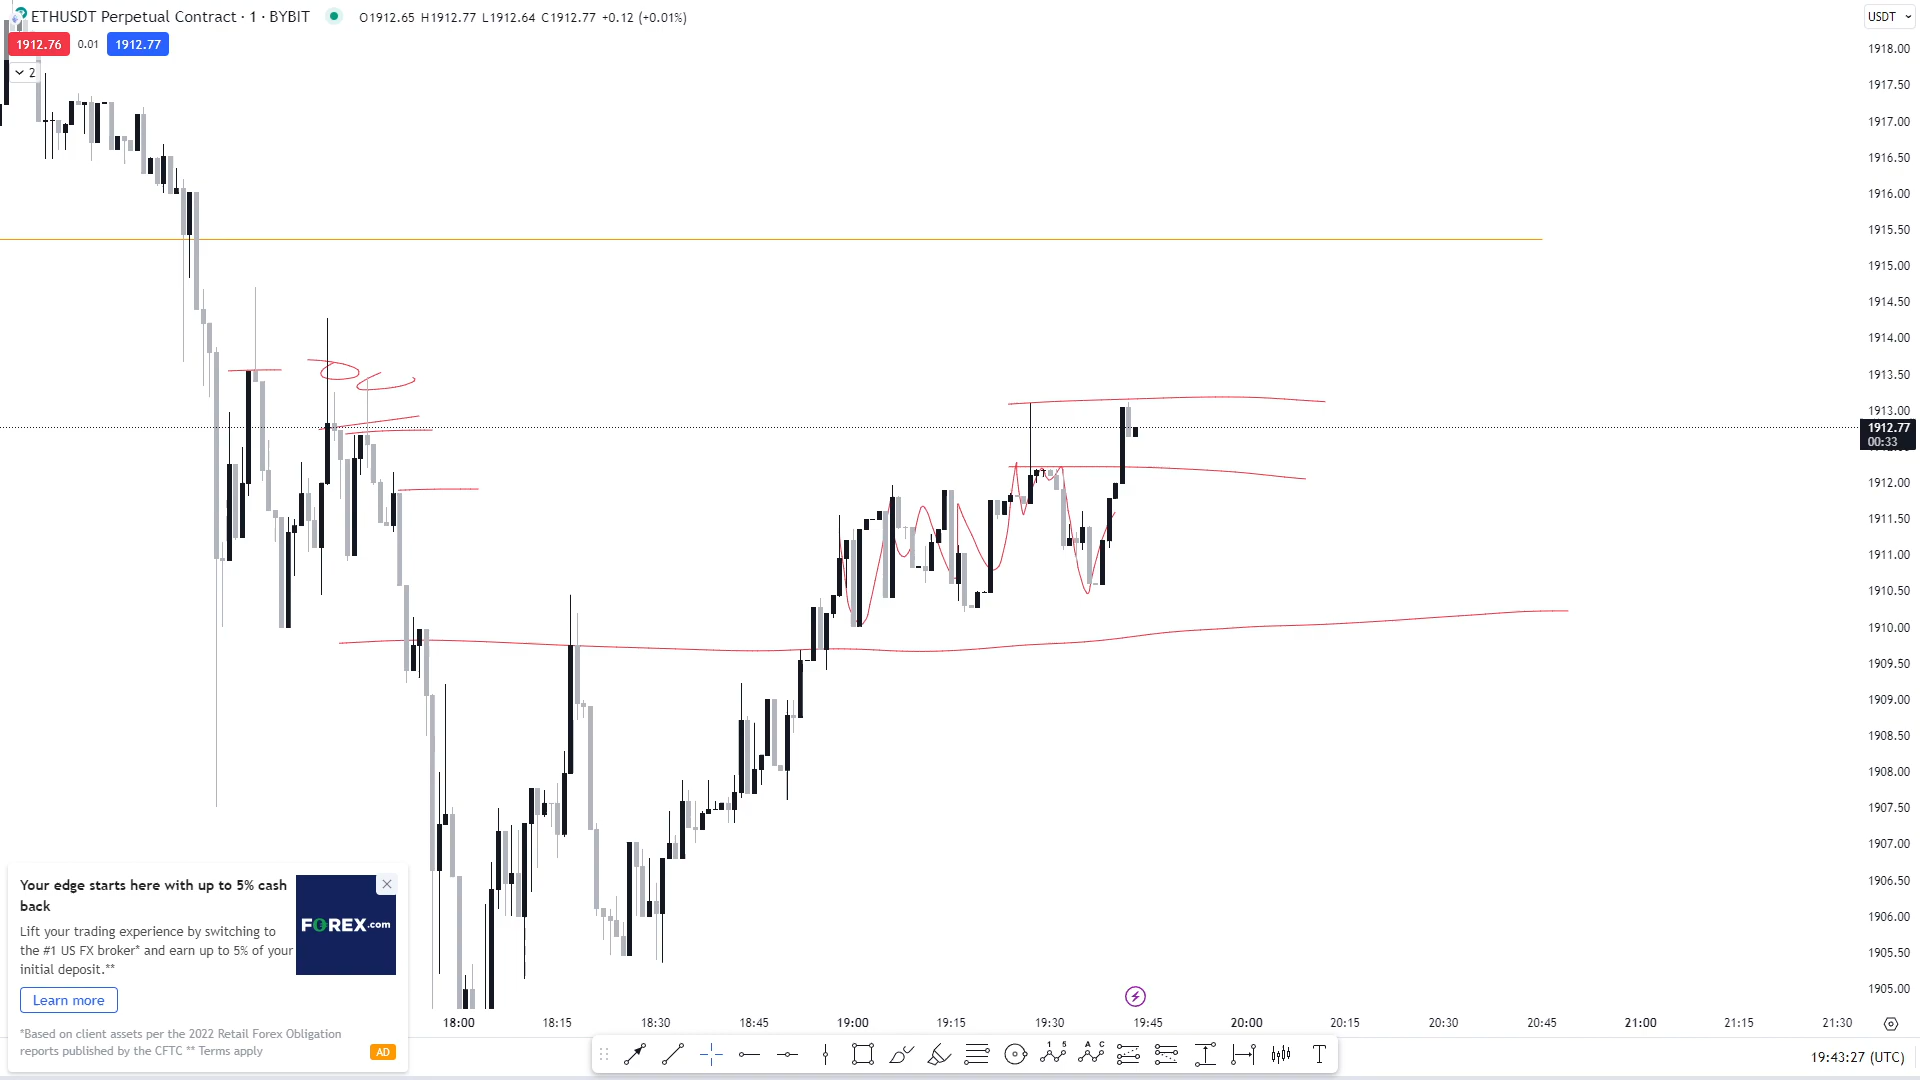 ETHUSDT Perpetual Contract · 1 · BYBIT O1912.65 H1912.77 L1912.64 C1912.77 +0.12 (+0.01%)
USDT
1912.76 0.01 1912.77
2
1918.00
1917.50
1917.00
1916.50
1916.00
1915.50
1915.00
1914.50
1914.00
1913.50
1913.00
1912.77
00:33
1912.00
1911.50
1911.00
1910.50
1910.00
1909.50
1909.00
1908.50
1908.00
1907.50
1907.00
1906.50
1906.00
1905.50
1905.00
Your edge starts here with up to 5% cash
back
Lift your trading experience by switching to
the #1 US FX broker* and earn up to 5% of your
initial deposit.**
FOREX.com
Learn more
*Based on client assets per the 2022 Retail Forex Obligation
reports published by the CFTC ** Terms apply
AD
18:00 18:15 18:30 18:45 19:00 19:15 19:30 19:45 20:00 20:15 20:30 20:45 21:00 21:15 21:30
1 5
A C
T
19:43:27 (UTC)